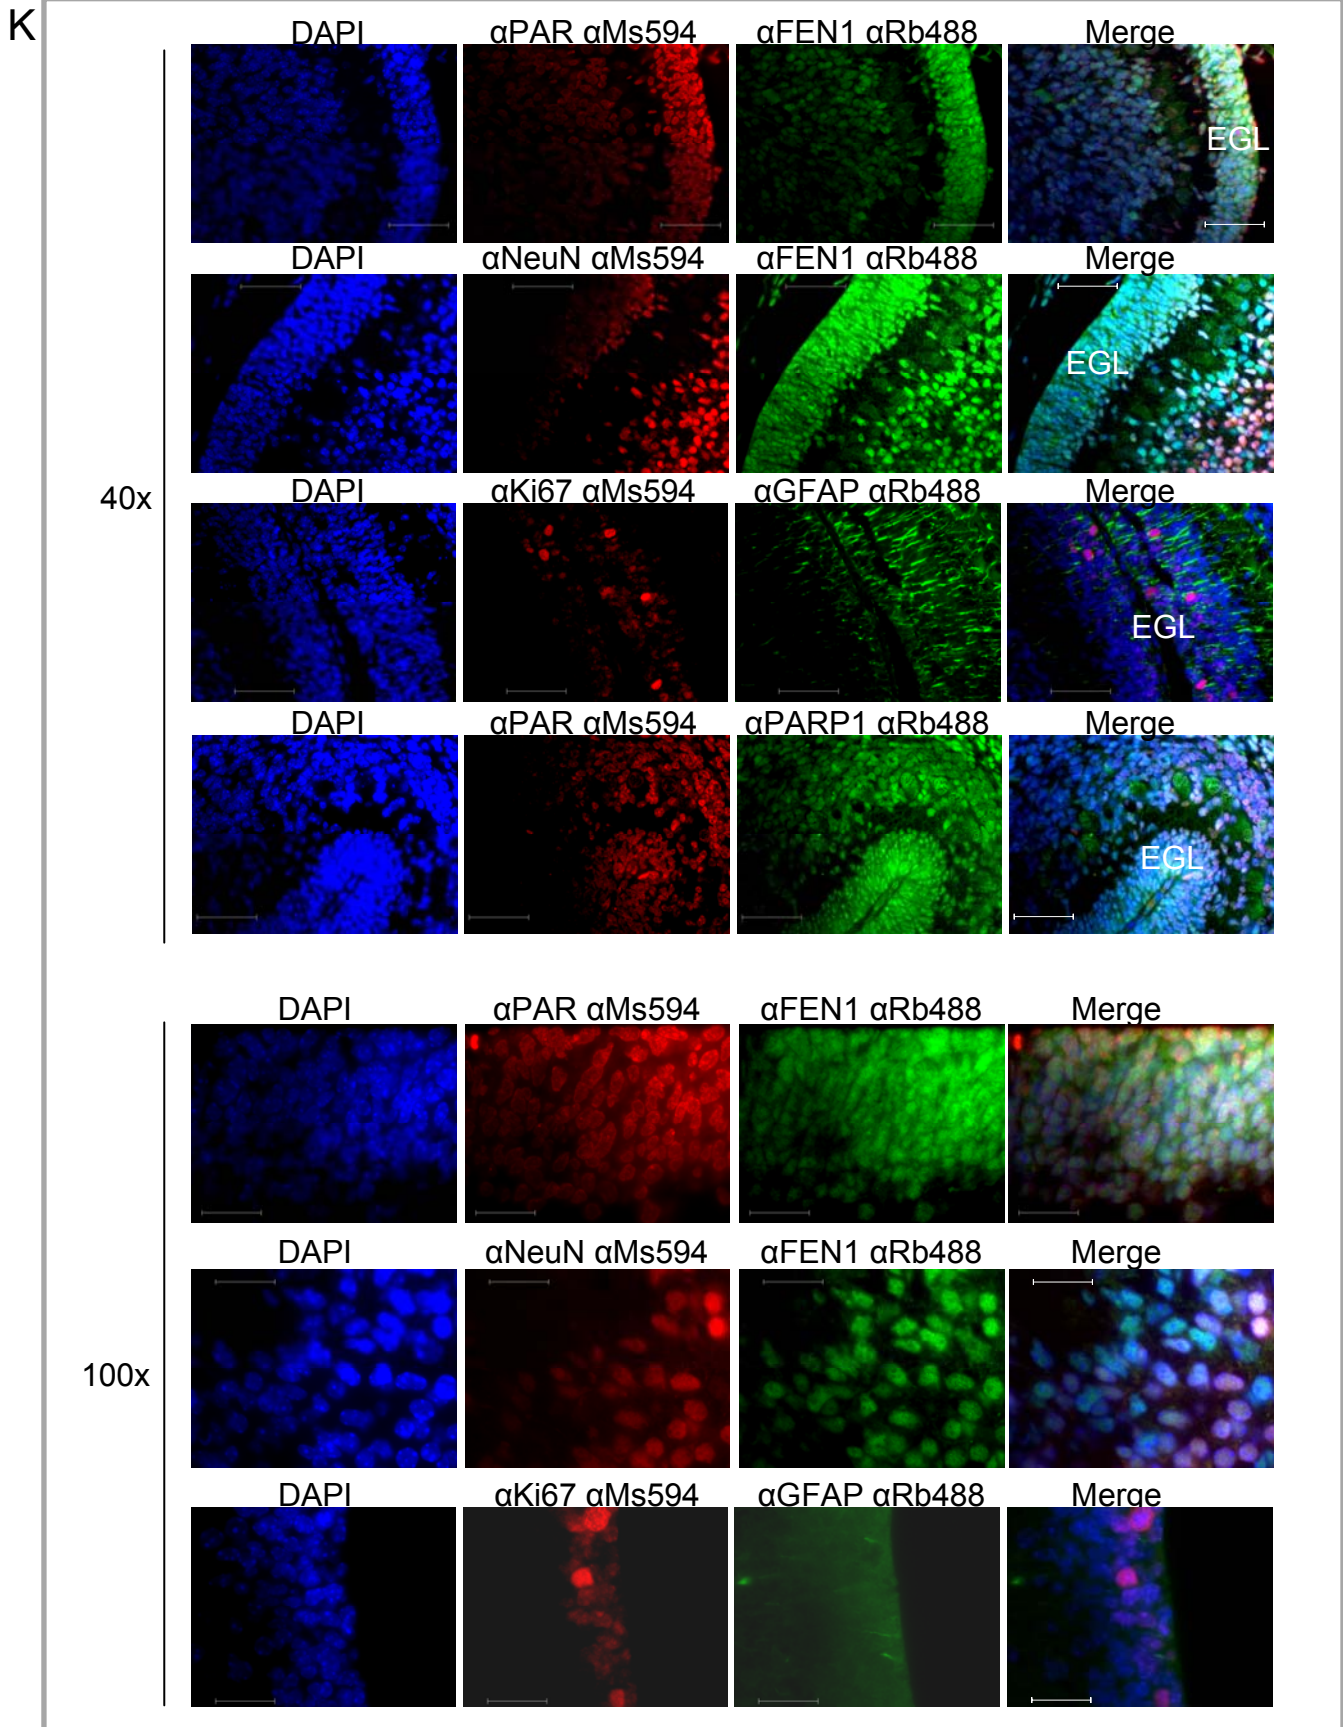 K
DAPI αPAR αMs594 αFEN1 αRb488 Merge
EGL
DAPI αNeuN αMs594 αFEN1 αRb488 Merge
EGL
40x
DAPI αKi67 αMs594 αGFAP αRb488 Merge
EGL
DAPI αPAR αMs594 αPARP1 αRb488 Merge
EGL
DAPI αPAR αMs594 αFEN1 αRb488 Merge
DAPI αNeuN αMs594 αFEN1 αRb488 Merge
100x
DAPI αKi67 αMs594 αGFAP αRb488 Merge